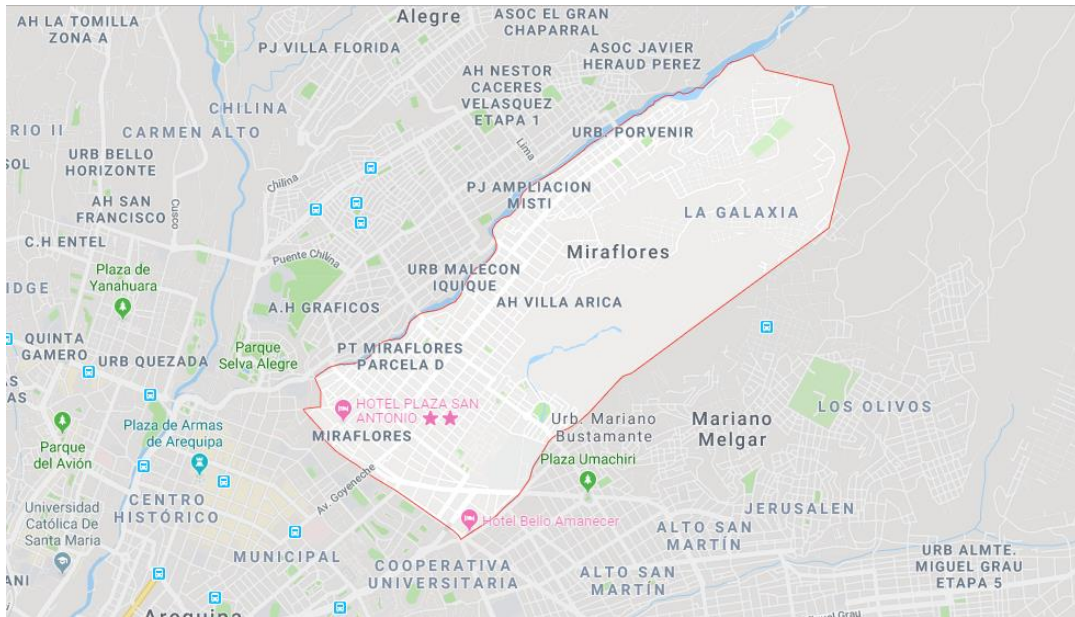 Alegre
ASOC EL GRAN
CHAPARRAL
AH LA TOMILLA
ZONA A
PJ VILLA FLORIDA
ASOC JAVIER
HERAUD PEREZ
AH NESTOR
CACERES
VELASQUEZ
ETAPA 1
CHILINA
CARMEN ALTO
RIO II
URB. PORVENIR
Lima
SOL
URB BELLO
HORIZONTE
Chilina
PJ AMPLIACION
MISTI
AH SAN
FRANCISCO
Cusco
LA GALAXIA
C.H ENTEL
Puente Chilina
Miraflores
Plaza de
Yanahuara
URB MALECON
IQUIQUE
IDGE
A.H GRAFICOS
AH VILLA ARICA
QUINTA
GAMERO
URB QUEZADA
Parque
Selva Alegre
PT MIRAFLORES
PARCELA D
AS
AS
HOTEL PLAZA SAN
ANTONIO ★★
LOS OLIVOS
Urb. Mariano
Bustamante
Mariano
Melgar
Plaza de Armas
de Arequipa
MIRAFLORES
Parque
del Avión
Plaza Umachiri
Av. Goyeneche
CENTRO
HISTÓRICO
Universidad
Católica De
Santa Maria
JERUSALEN
Hotel Bello Amanecer
ALTO SAN
MARTÍN
MUNICIPAL
COOPERATIVA
UNIVERSITARIA
ALTO SAN
MARTÍN
URB ALMTE.
MIGUEL GRAU
ETAPA 5
ANI
Arequipa